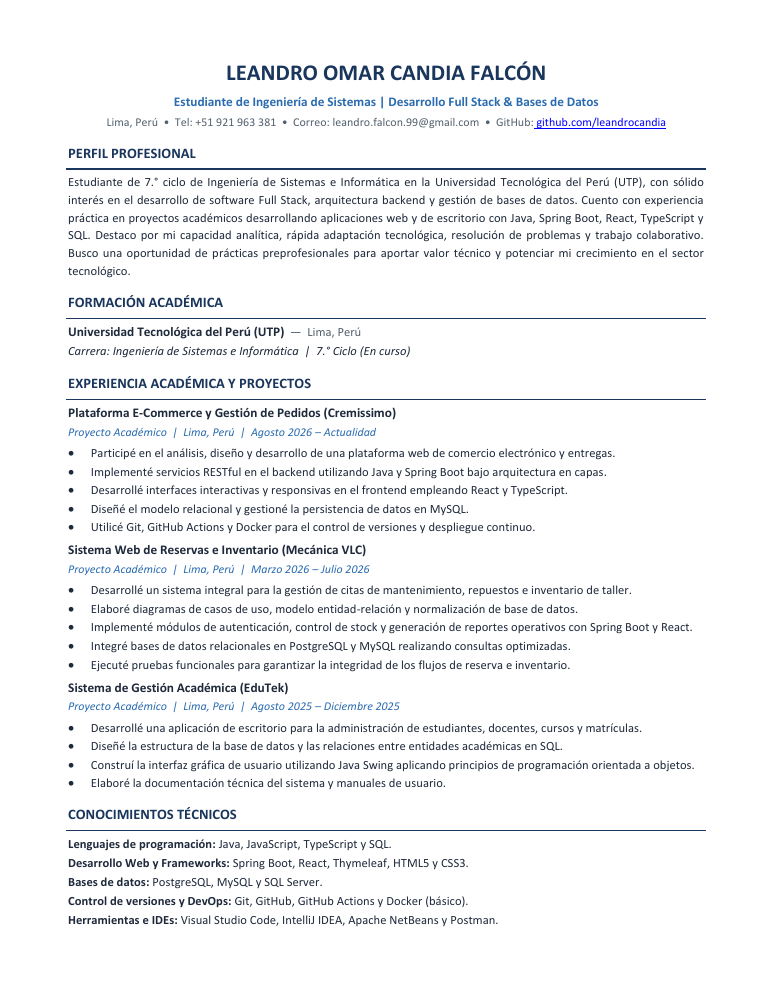 LEANDRO OMAR CANDIA FALCÓN
Estudiante de Ingeniería de Sistemas | Desarrollo Full Stack & Bases de Datos
Lima, Perú • Tel: +51 921 963 381 • Correo: leandro.falcon.99@gmail.com • GitHub: github.com/leandrocandia
PERFIL PROFESIONAL
Estudiante de 7.° ciclo de Ingeniería de Sistemas e Informática en la Universidad Tecnológica del Perú (UTP), con sólido
interés en el desarrollo de software Full Stack, arquitectura backend y gestión de bases de datos. Cuento con experiencia
práctica en proyectos académicos desarrollando aplicaciones web y de escritorio con Java, Spring Boot, React, TypeScript y
SQL. Destaco por mi capacidad analítica, rápida adaptación tecnológica, resolución de problemas y trabajo colaborativo.
Busco una oportunidad de prácticas preprofesionales para aportar valor técnico y potenciar mi crecimiento en el sector
tecnológico.
FORMACIÓN ACADÉMICA
Universidad Tecnológica del Perú (UTP) — Lima, Perú
Carrera: Ingeniería de Sistemas e Informática | 7.° Ciclo (En curso)
EXPERIENCIA ACADÉMICA Y PROYECTOS
Plataforma E-Commerce y Gestión de Pedidos (Cremissimo)
Proyecto Académico | Lima, Perú | Agosto 2026 – Actualidad
• Participé en el análisis, diseño y desarrollo de una plataforma web de comercio electrónico y entregas.
• Implementé servicios RESTful en el backend utilizando Java y Spring Boot bajo arquitectura en capas.
• Desarrollé interfaces interactivas y responsivas en el frontend empleando React y TypeScript.
• Diseñé el modelo relacional y gestioné la persistencia de datos en MySQL.
• Utilicé Git, GitHub Actions y Docker para el control de versiones y despliegue continuo.
Sistema Web de Reservas e Inventario (Mecánica VLC)
Proyecto Académico | Lima, Perú | Marzo 2026 – Julio 2026
• Desarrollé un sistema integral para la gestión de citas de mantenimiento, repuestos e inventario de taller.
• Elaboré diagramas de casos de uso, modelo entidad-relación y normalización de base de datos.
• Implementé módulos de autenticación, control de stock y generación de reportes operativos con Spring Boot y React.
• Integré bases de datos relacionales en PostgreSQL y MySQL realizando consultas optimizadas.
• Ejecuté pruebas funcionales para garantizar la integridad de los flujos de reserva e inventario.
Sistema de Gestión Académica (EduTek)
Proyecto Académico | Lima, Perú | Agosto 2025 – Diciembre 2025
• Desarrollé una aplicación de escritorio para la administración de estudiantes, docentes, cursos y matrículas.
• Diseñé la estructura de la base de datos y las relaciones entre entidades académicas en SQL.
• Construí la interfaz gráfica de usuario utilizando Java Swing aplicando principios de programación orientada a objetos.
• Elaboré la documentación técnica del sistema y manuales de usuario.
CONOCIMIENTOS TÉCNICOS
Lenguajes de programación: Java, JavaScript, TypeScript y SQL.
Desarrollo Web y Frameworks: Spring Boot, React, Thymeleaf, HTML5 y CSS3.
Bases de datos: PostgreSQL, MySQL y SQL Server.
Control de versiones y DevOps: Git, GitHub, GitHub Actions y Docker (básico).
Herramientas e IDEs: Visual Studio Code, IntelliJ IDEA, Apache NetBeans y Postman.